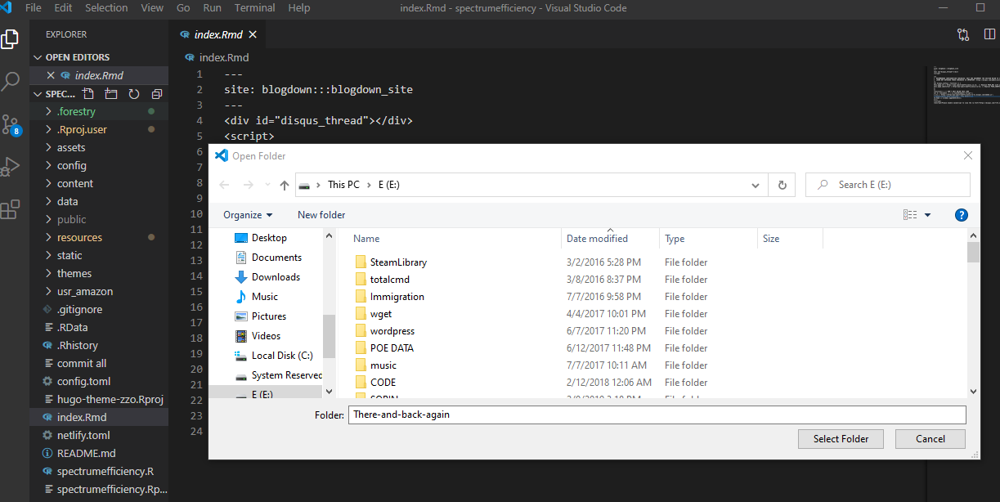 File Edit Selection View Go Run Terminal Help index.Rmd - spectrumefficiency - Visual Studio Code
EXPLORER
OPEN EDITORS
index.Rmd
SPEC...
.forestry
.Rproj.user
assets
config
content
data
public
resources
static
themes
usr_amazon
.gitignore
.RData
.Rhistory
commit all
config.toml
hugo-theme-zzo.Rproj
index.Rmd
netlify.toml
README.md
spectrumefficiency.R
spectrumefficiency.Rp...
8
index.Rmd
index.Rmd
1 ---
2 site: blogdown:::blogdown_site
3 ---
4 <div id="disqus_thread"></div>
5 <script>
6
7
8
9
10
11
12
13
14
15
16
17
18
19
20
21
22
23
24
Open Folder
This PC > E (E:)
Search E (E:)
Organize New folder
?
Desktop
Documents
Downloads
Music
Pictures
Videos
Local Disk (C:)
System Reserved
E (E:)
Name Date modified Type Size
SteamLibrary 3/2/2016 5:28 PM File folder
totalcmd 3/8/2016 8:37 PM File folder
Immigration 7/7/2016 9:58 PM File folder
wget 4/4/2017 10:01 PM File folder
wordpress 6/7/2017 11:20 PM File folder
POE DATA 6/12/2017 11:48 PM File folder
music 7/7/2017 10:11 AM File folder
CODE 2/12/2018 12:06 AM File folder
Folder: There-and-back-again
Select Folder Cancel